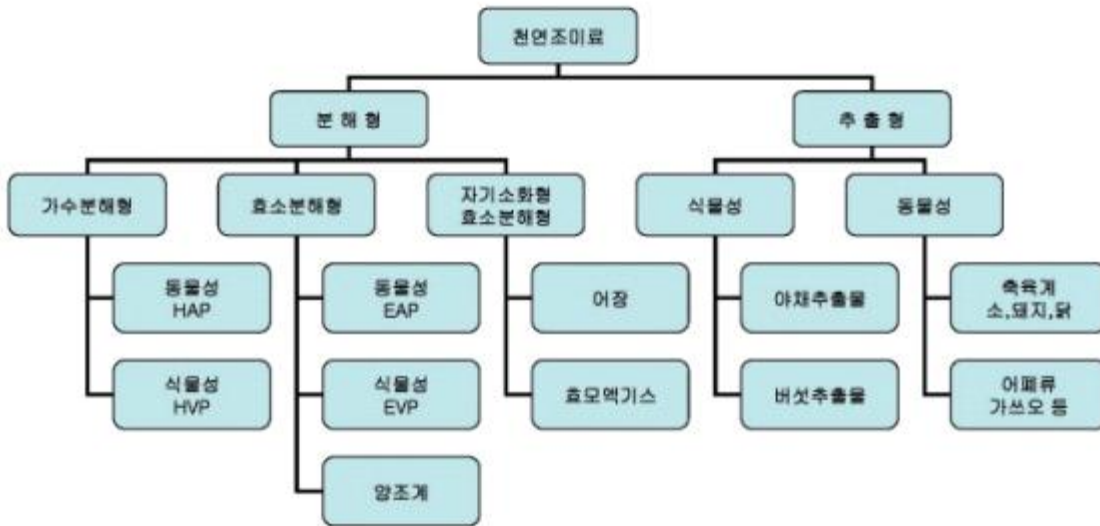 천연조미료
분 해 형
추 출 형
가수분해형
효소분해형
자기소화형
효소분해형
식물성
동물성
동물성
HAP
동물성
EAP
어장
야채추출물
축육계
소,돼지,닭
식물성
HVP
식물성
EVP
효모액기스
버섯추출물
어폐류
가쓰오 등
양조계